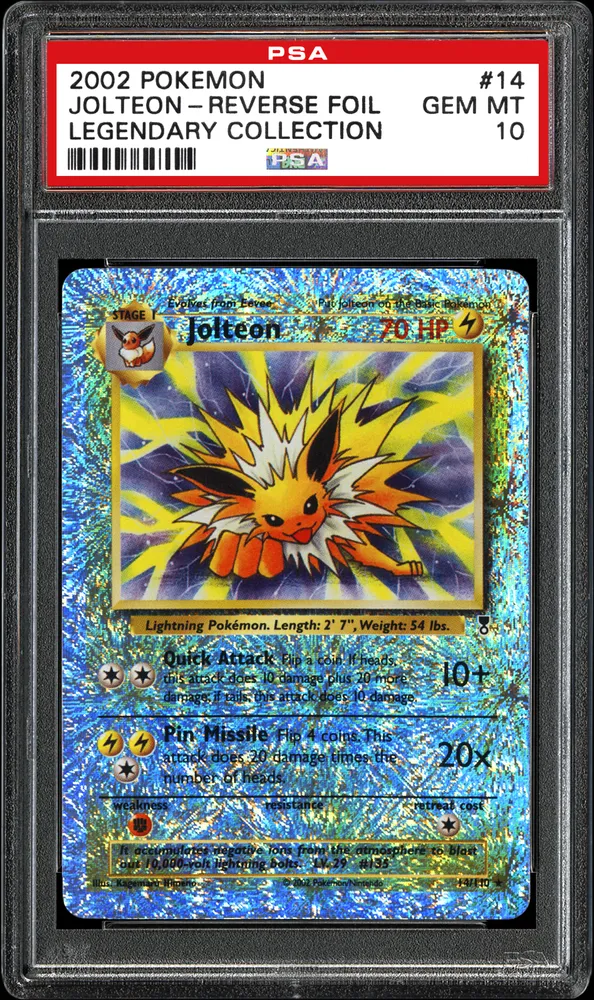 PSA
2002 POKEMON #14
JOLTEON – REVERSE FOIL GEM MT
LEGENDARY COLLECTION 10
PSA
Evolves from Eevee Put Jolteon on the Basic Pokémon
STAGE 1
Jolteon 70 HP
Lightning Pokémon. Length: 2' 7", Weight: 54 lbs.
Quick Attack Flip a coin. If heads,
this attack does 10 damage plus 20 more
damage; if tails, this attack does 10 damage.
10+
Pin Missile Flip 4 coins. This
attack does 20 damage times the
number of heads.
20x
weakness resistance retreat cost
It accumulates negative ions from the atmosphere to blast
out 10,000-volt lightning bolts. LV. 29 #135
Illus. Kagemaru Himeno © 2002 Pokémon/Nintendo 14/110 ★
PSA